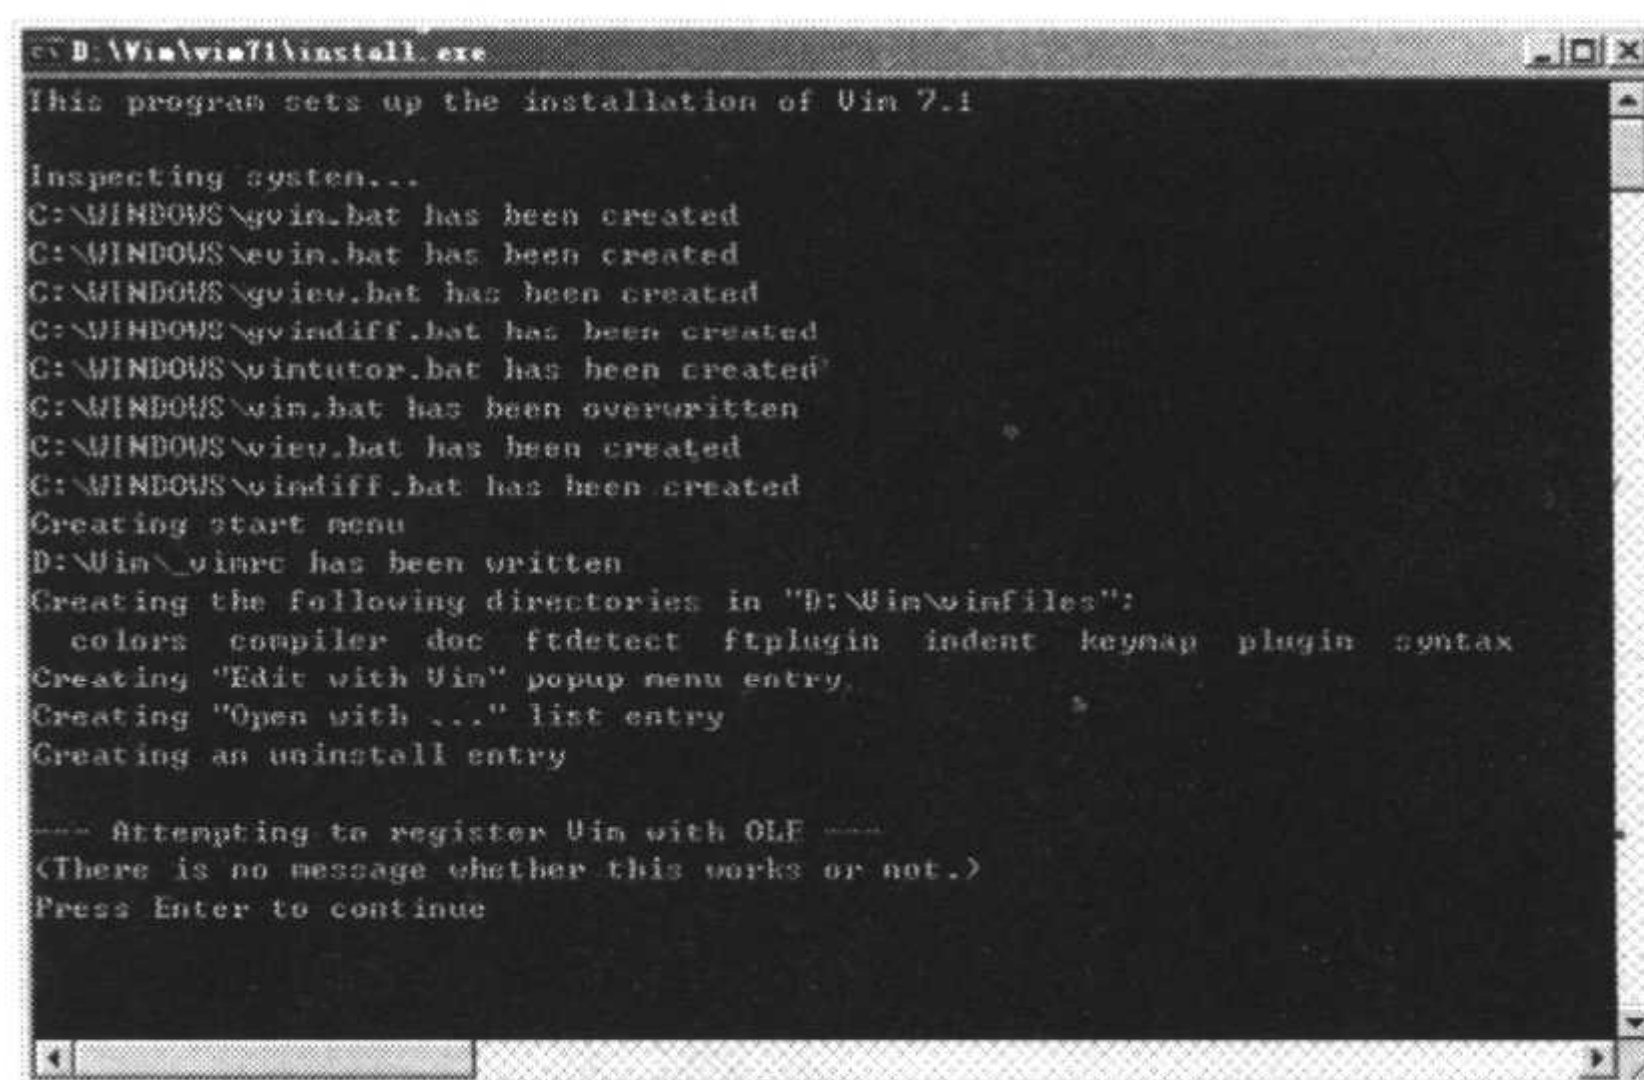 D:\Vim\vim71\install.exe
This program sets up the installation of Vim 7.1
Inspecting system...
C:\WINDOWS\gvim.bat has been created
C:\WINDOWS\evim.bat has been created
C:\WINDOWS\gview.bat has been created
C:\WINDOWS\gvimdiff.bat has been created
C:\WINDOWS\vimtutor.bat has been created
C:\WINDOWS\vim.bat has been overwritten
C:\WINDOWS\view.bat has been created
C:\WINDOWS\vimdiff.bat has been created
Creating start menu
D:\Vim\_vimrc has been written
Creating the following directories in "D:\Vim\vimfiles":
colors compiler doc ftdetect ftplugin indent keymap plugin syntax
Creating "Edit with Vim" popup menu entry
Creating "Open with ..." list entry
Creating an uninstall entry
--- Attempting to register Vim with OLE ---
(There is no message whether this works or not.)
Press Enter to continue